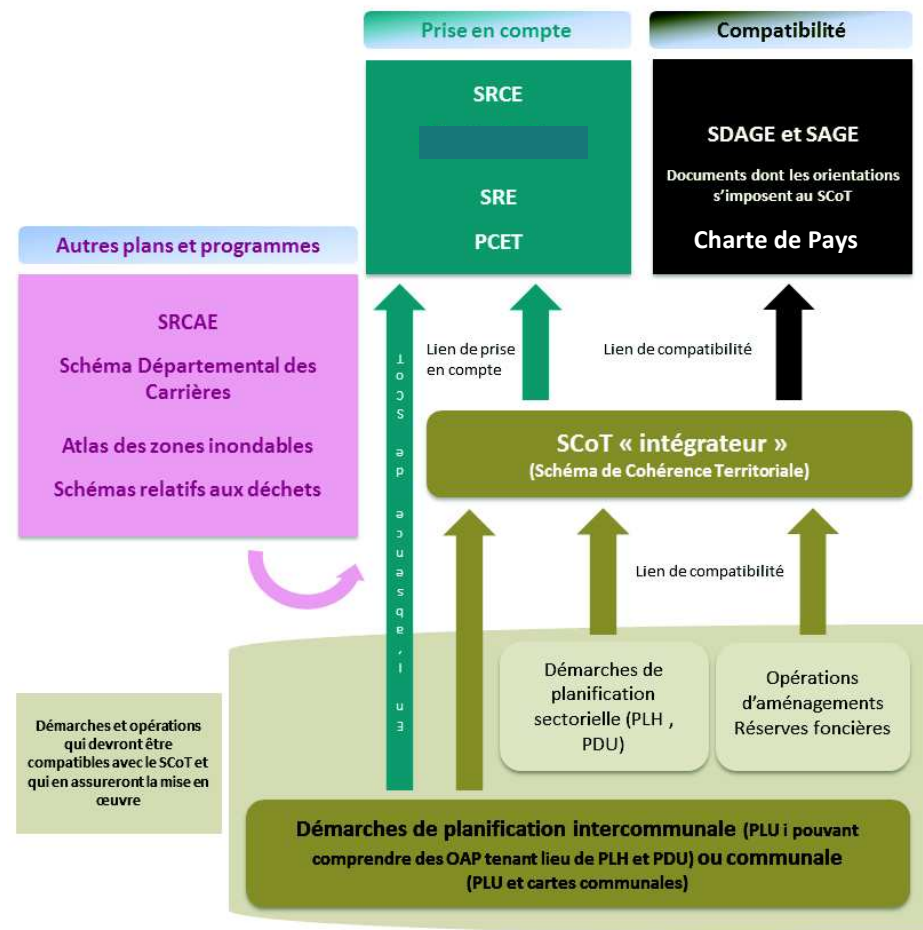 Prise en compte
Compatibilité
SRCE
SRE
PCET
SDAGE et SAGE
Documents dont les orientations
s'imposent au SCoT
Charte de Pays
Autres plans et programmes
SRCAE
Schéma Départemental des
Carrières
Atlas des zones inondables
Schémas relatifs aux déchets
Lien de prise
en compte
Lien de compatibilité
En l'absence de SCoT
SCoT « intégrateur »
(Schéma de Cohérence Territoriale)
Lien de compatibilité
Démarches de
planification
sectorielle (PLH ,
PDU)
Opérations
d'aménagements
Réserves foncières
Démarches et opérations
qui devront être
compatibles avec le SCoT et
qui en assureront la mise en
œuvre
Démarches de planification intercommunale (PLU i pouvant
comprendre des OAP tenant lieu de PLH et PDU) ou communale
(PLU et cartes communales)